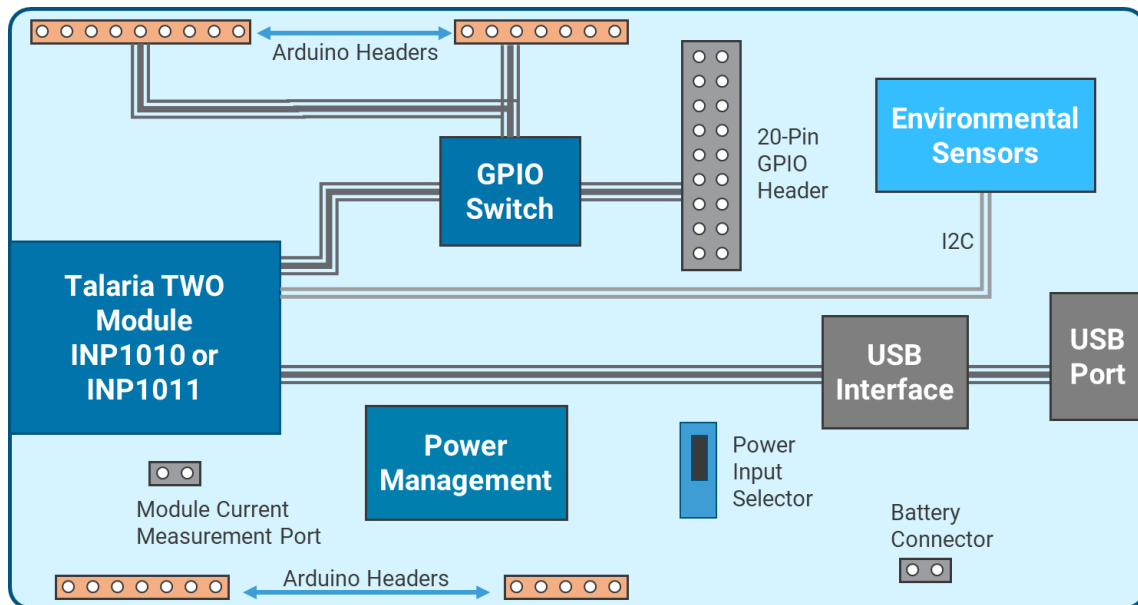 Arduino Headers
20-Pin
GPIO
Header
Environmental
Sensors
GPIO
Switch
I2C
Talaria TWO
Module
INP1010 or
INP1011
USB
Interface
USB
Port
Power
Management
Power
Input
Selector
Module Current
Measurement Port
Battery
Connector
Arduino Headers